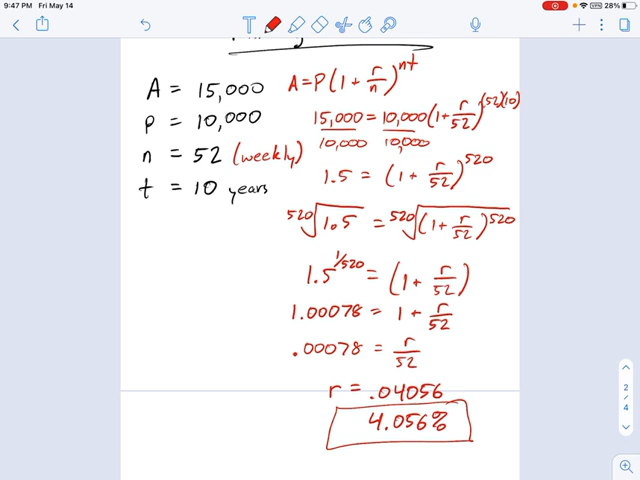 9:47 PM Fri May 14
28%
A = 15,000
P = 10,000
n = 52 (weekly)
t = 10 years
A = P(1 + r/n)^nt
15,000/10,000 = 10,000/10,000 (1 + r/52)^(52)(10)
1.5 = (1 + r/52)^520
⁵²⁰√1.5 = ⁵²⁰√(1 + r/52)^520
1.5^1/520 = (1 + r/52)
1.00078 = 1 + r/52
.00078 = r/52
r = .04056
4.056%
2
/
4